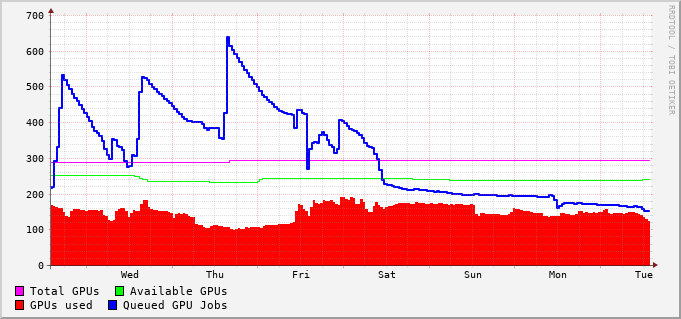 700
600
500
400
300
200
100
0
Wed Thu Fri Sat Sun Mon Tue
Total GPUs Available GPUs
GPUs used Queued GPU Jobs
RRDTOOL / TOBI OETIKER